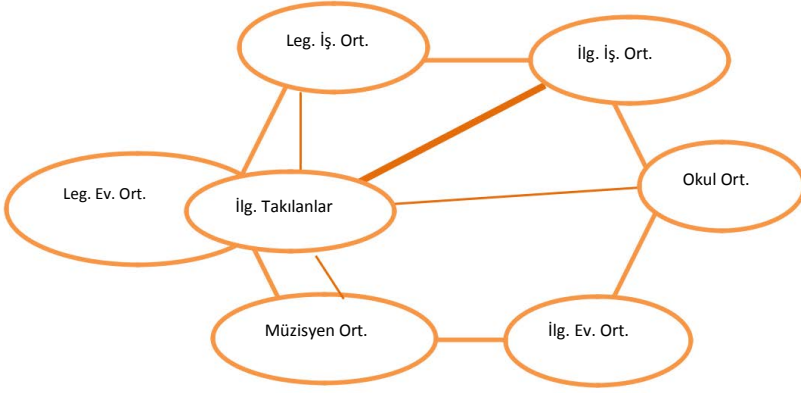 Leg. İş. Ort.
İlg. İş. Ort.
Leg. Ev. Ort.
İlg. Takılanlar
Okul Ort.
Müzisyen Ort.
İlg. Ev. Ort.